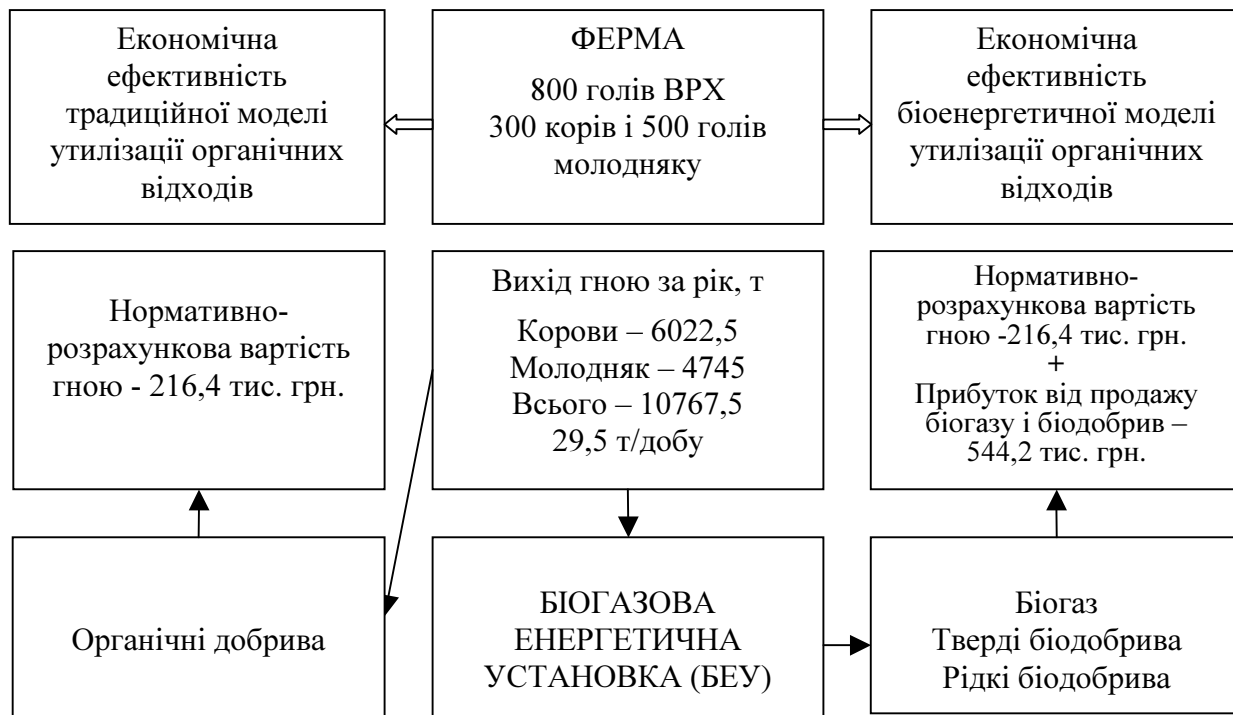 Економічна
ефективність
традиційної моделі
утилізації органічних
відходів
ФЕРМА
800 голів ВРХ
300 корів і 500 голів
молодняку
Економічна
ефективність
біоенергетичної моделі
утилізації органічних
відходів
Нормативно-
розрахункова вартість
гною - 216,4 тис. грн.
Вихід гною за рік, т
Корови – 6022,5
Молодняк – 4745
Всього – 10767,5
29,5 т/добу
Нормативно-
розрахункова вартість
гною -216,4 тис. грн.
+
Прибуток від продажу
біогазу і біодобрив –
544,2 тис. грн.
Органічні добрива
БІОГАЗОВА
ЕНЕРГЕТИЧНА
УСТАНОВКА (БЕУ)
Біогаз
Тверді біодобрива
Рідкі біодобрива